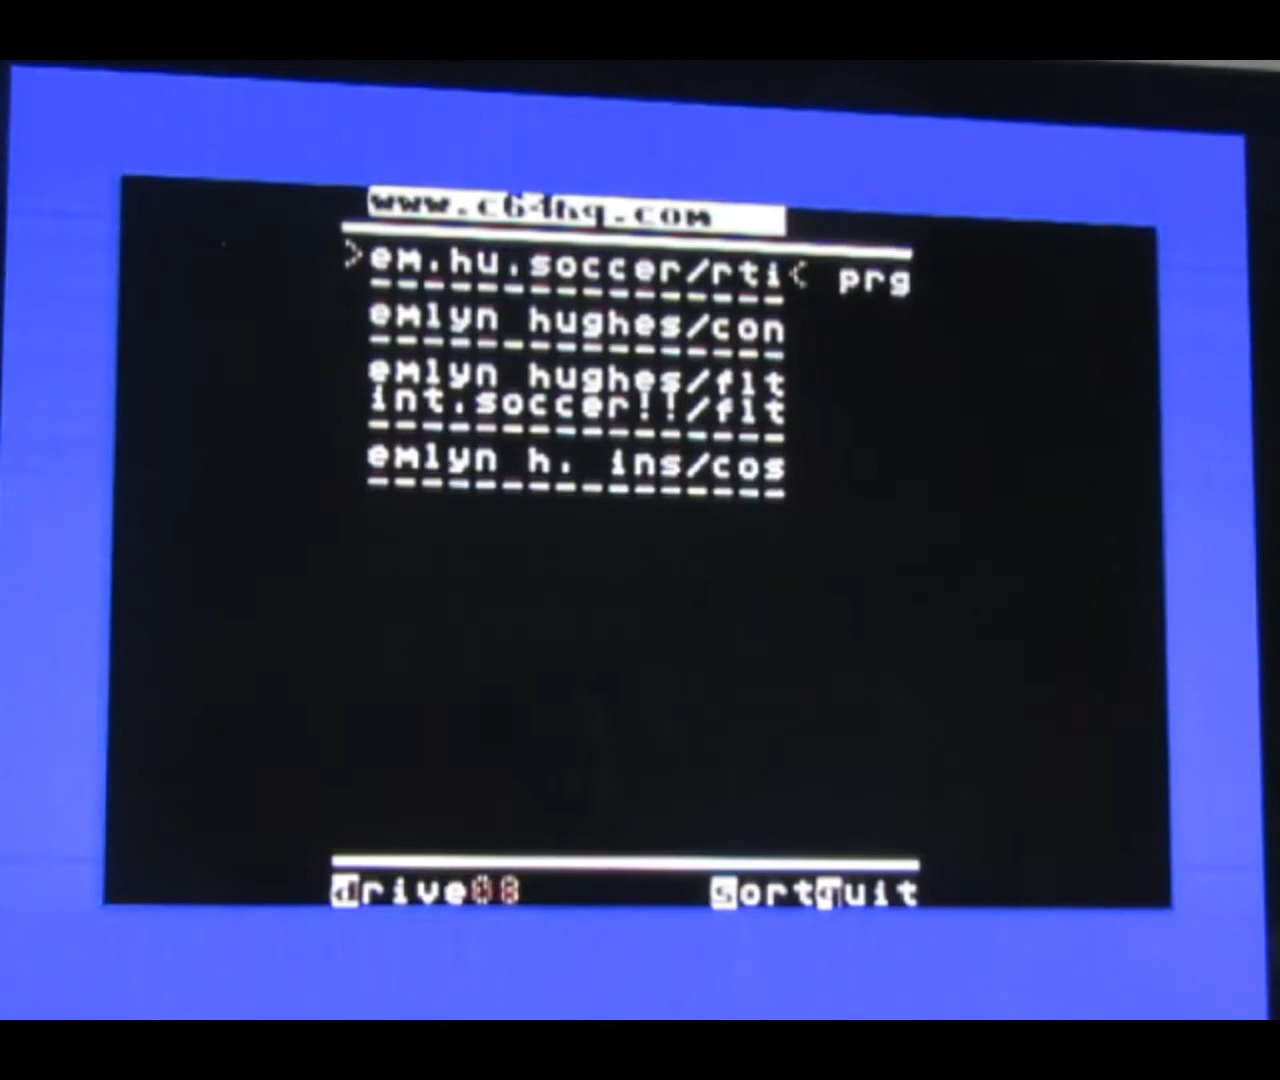 www.c64hq.com
>em.hu.soccer/rti< prg
----------------
emlyn hughes/con
----------------
emlyn hughes/flt
int.soccer!!/flt
----------------
emlyn h. ins/cos
----------------
drive08 sortquit